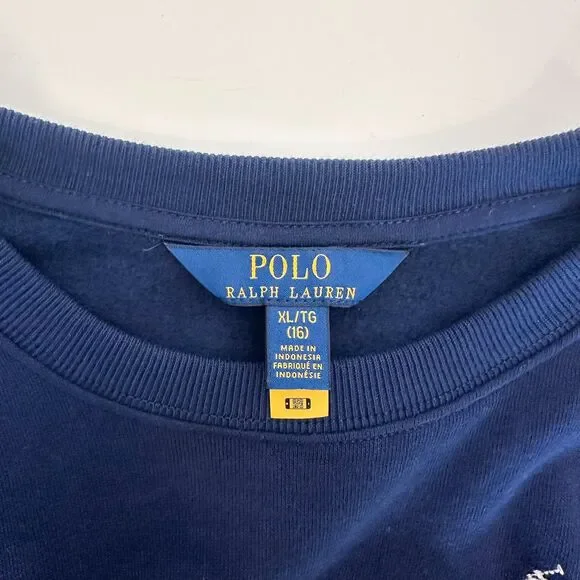 POLO
RALPH LAUREN
XL/TG
(16)
MADE IN
INDONESIA
FABRIQUÉ EN
INDONÉSIE